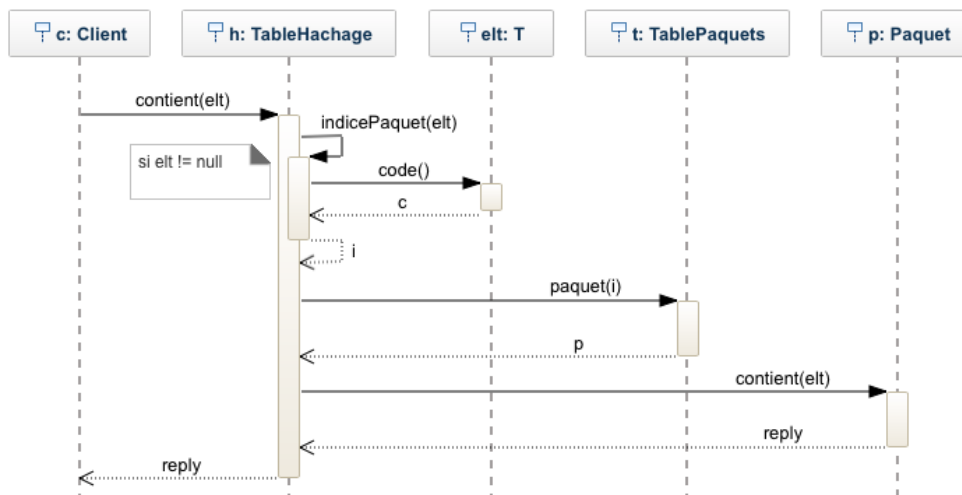 c: Client
h: TableHachage
elt: T
t: TablePaquets
p: Paquet
contient(elt)
indicePaquet(elt)
si elt != null
code()
c
i
paquet(i)
p
contient(elt)
reply
reply